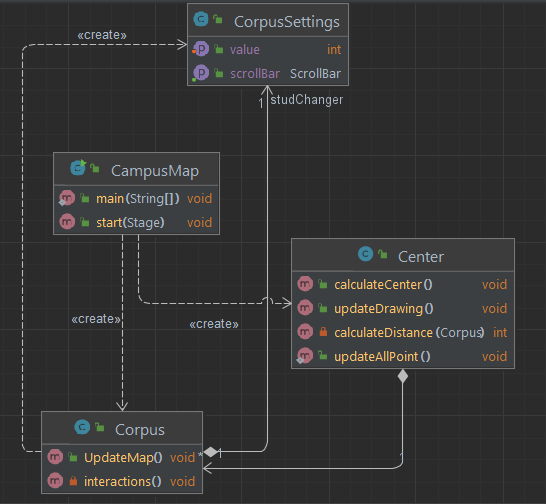 CorpusSettings
value int
scrollBar ScrollBar
«create»
1 studChanger
CampusMap
main(String[]) void
start(Stage) void
Center
calculateCenter() void
updateDrawing() void
calculateDistance(Corpus) int
updateAllPoint() void
«create»
«create»
Corpus
UpdateMap() void
interactions() void
* 1